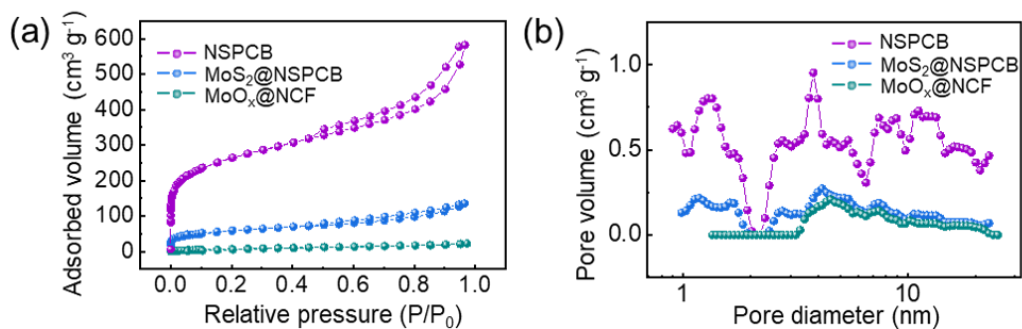 (a)
Adsorbed volume (cm³ g⁻¹)
600
500
400
300
200
100
0
NSPCB
MoS₂@NSPCB
MoOₓ@NCF
0.0 0.2 0.4 0.6 0.8 1.0
Relative pressure (P/P₀)
(b)
Pore volume (cm³ g⁻¹)
1.0
0.5
0.0
NSPCB
MoS₂@NSPCB
MoOₓ@NCF
1 10
Pore diameter (nm)